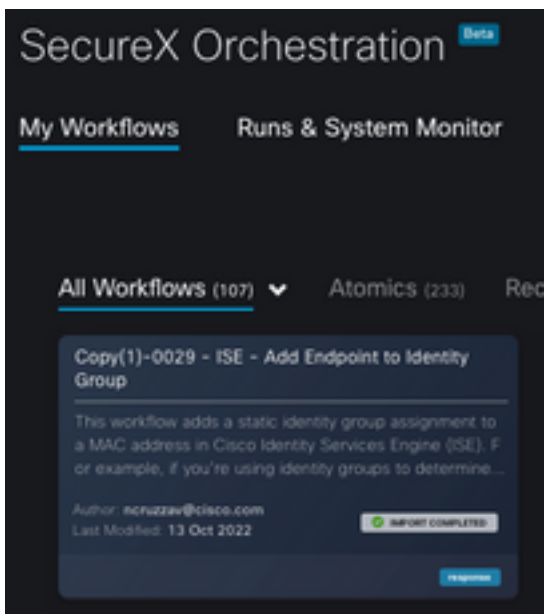 SecureX Orchestration Beta
My Workflows Runs & System Monitor
All Workflows (107) Atomics (233) Rec
Copy(1)-0029 - ISE - Add Endpoint to Identity
Group
This workflow adds a static identity group assignment to
a MAC address in Cisco Identity Services Engine (ISE). F
or example, if you're using identity groups to determine...
Author: ncruzzav@cisco.com
Last Modified: 13 Oct 2022
IMPORT COMPLETED
response